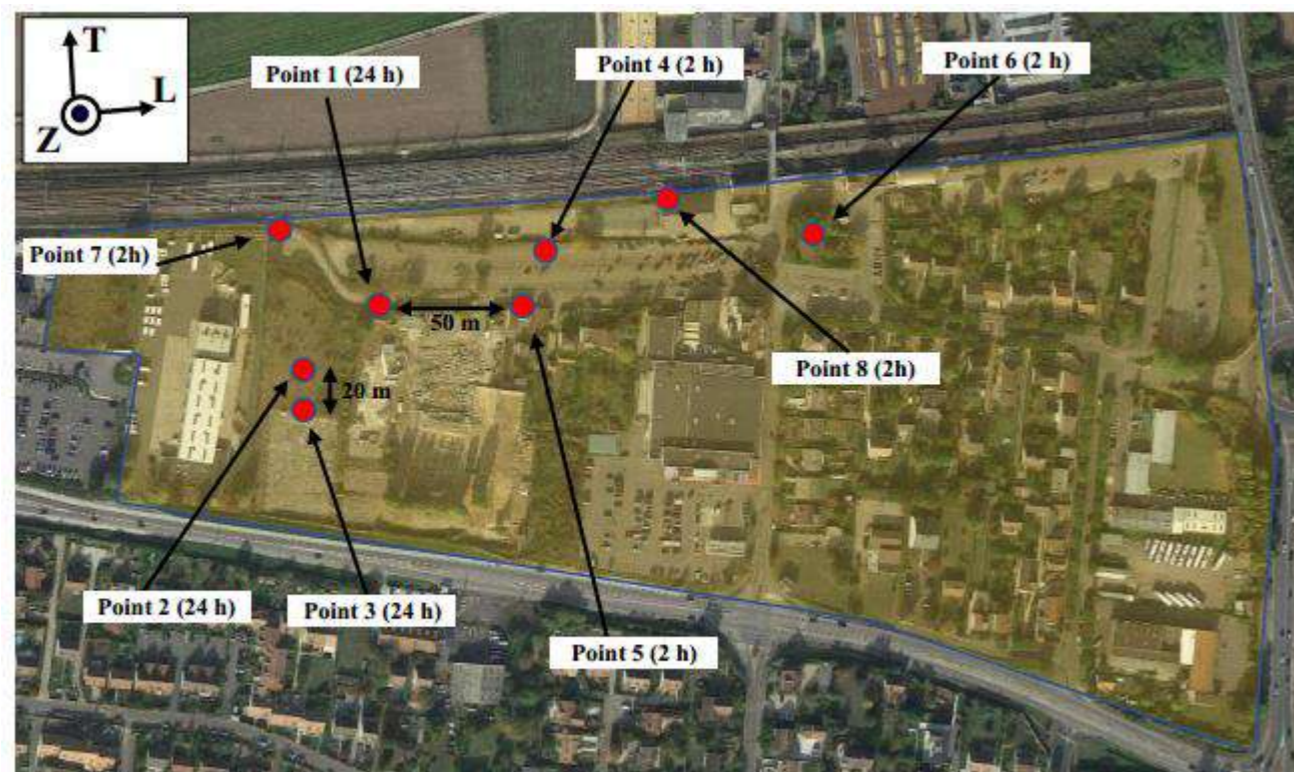 T
L
Z
Point 1 (24 h)
Point 4 (2 h)
Point 6 (2 h)
Point 7 (2h)
50 m
Point 8 (2h)
20 m
Point 2 (24 h)
Point 3 (24 h)
Point 5 (2 h)